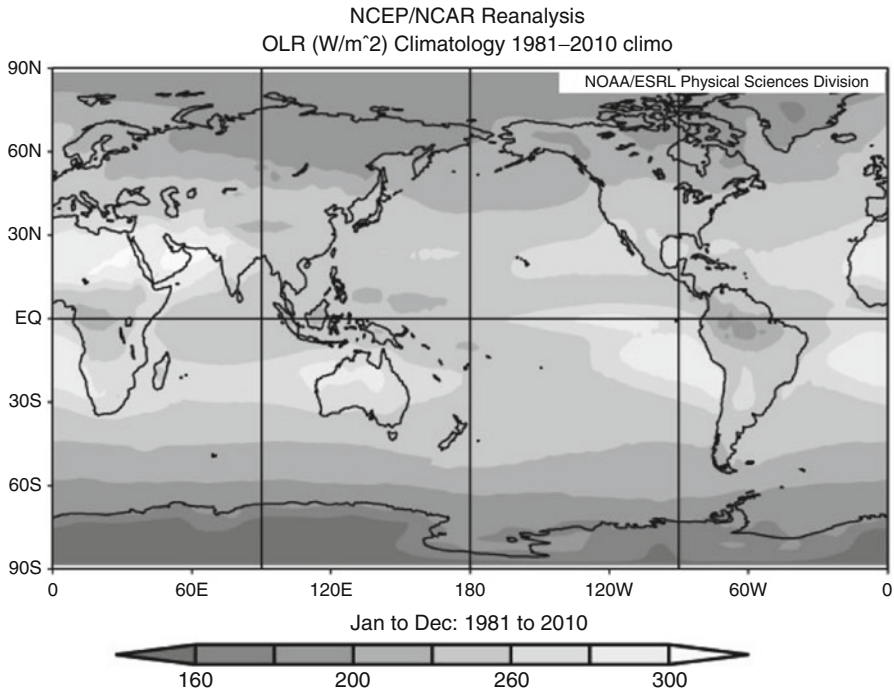 NCEP/NCAR Reanalysis
OLR (W/mˆ2) Climatology 1981–2010 climo
90N
NOAA/ESRL Physical Sciences Division
60N
30N
EQ
30S
60S
90S
0 60E 120E 180 120W 60W 0
Jan to Dec: 1981 to 2010
160 200 260 300